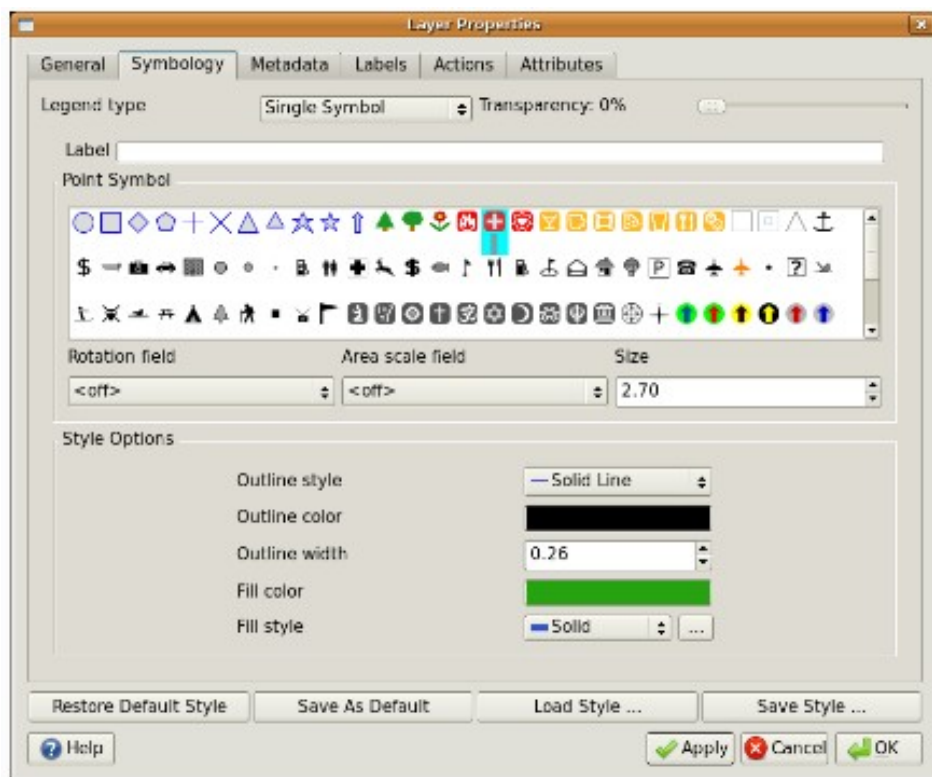 Layer Properties
General Symbology Metadata Labels Actions Attributes
Legend type Single Symbol Transparency: 0%
Label
Point Symbol
Rotation field Area scale field Size
<off> <off> 2.70
Style Options
Outline style Solid Line
Outline color
Outline width 0.26
Fill color
Fill style Solid ...
Restore Default Style Save As Default Load Style ... Save Style ...
Help Apply Cancel OK